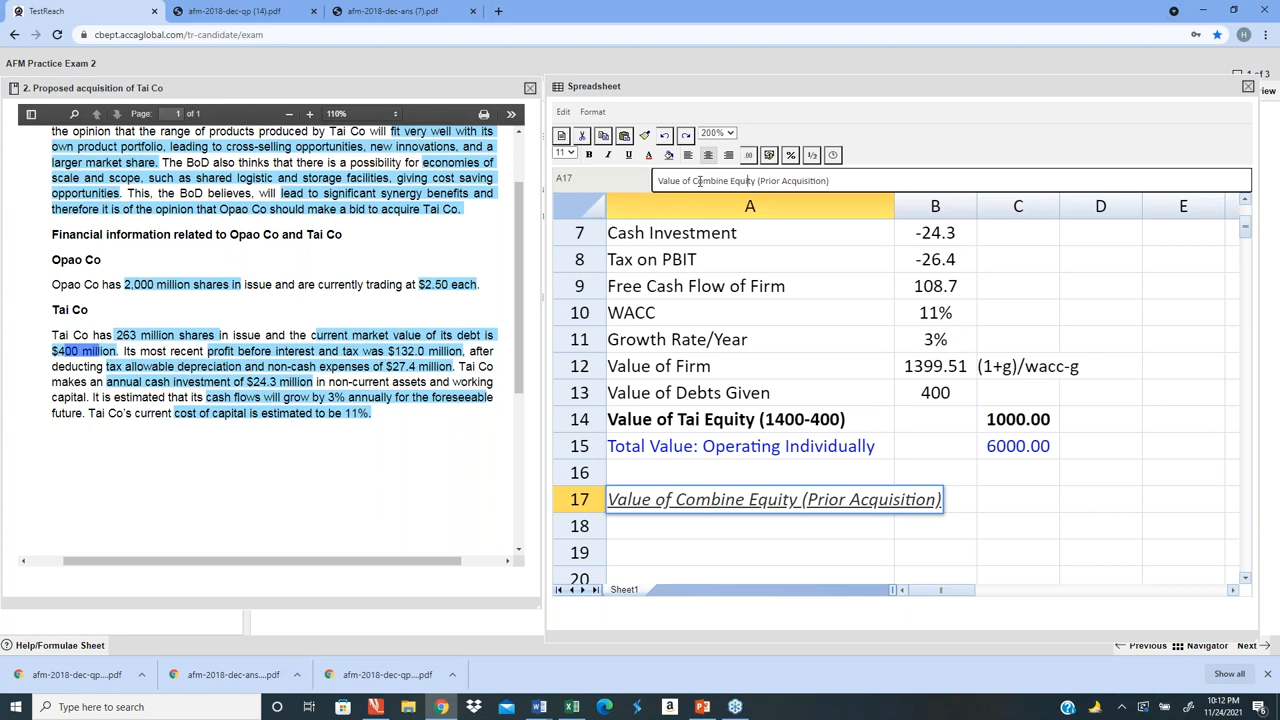 TestReach
afm-2018-dec-qp (14).pdf
afm-2018-dec-ans (7).pdf
cbept.accaglobal.com/tr-candidate/exam
H
AFM Practice Exam 2
1 of 3
2. Proposed acquisition of Tai Co
Page: 1 of 1
110%
the opinion that the range of products produced by Tai Co will fit very well with its
own product portfolio, leading to cross-selling opportunities, new innovations, and a
larger market share. The BoD also thinks that there is a possibility for economies of
scale and scope, such as shared logistic and storage facilities, giving cost saving
opportunities. This, the BoD believes, will lead to significant synergy benefits and
therefore it is of the opinion that Opao Co should make a bid to acquire Tai Co.
Financial information related to Opao Co and Tai Co
Opao Co
Opao Co has 2,000 million shares in issue and are currently trading at $2.50 each.
Tai Co
Tai Co has 263 million shares in issue and the current market value of its debt is
$400 million. Its most recent profit before interest and tax was $132.0 million, after
deducting tax allowable depreciation and non-cash expenses of $27.4 million. Tai Co
makes an annual cash investment of $24.3 million in non-current assets and working
capital. It is estimated that its cash flows will grow by 3% annually for the foreseeable
future. Tai Co's current cost of capital is estimated to be 11%.
Spreadsheet
view
Edit Format
200%
11 B I U A
A17 Value of Combine Equity (Prior Acquisition)
A B C D E
7 Cash Investment -24.3
8 Tax on PBIT -26.4
9 Free Cash Flow of Firm 108.7
10 WACC 11%
11 Growth Rate/Year 3%
12 Value of Firm 1399.51 (1+g)/wacc-g
13 Value of Debts Given 400
14 Value of Tai Equity (1400-400) 1000.00
15 Total Value: Operating Individually 6000.00
16
17 Value of Combine Equity (Prior Acquisition)
18
19
20
Sheet1
Help/Formulae Sheet
Previous Navigator Next
afm-2018-dec-qp....pdf
afm-2018-dec-ans....pdf
afm-2018-dec-qp....pdf
Show all
Type here to search
10:12 PM
11/24/2021